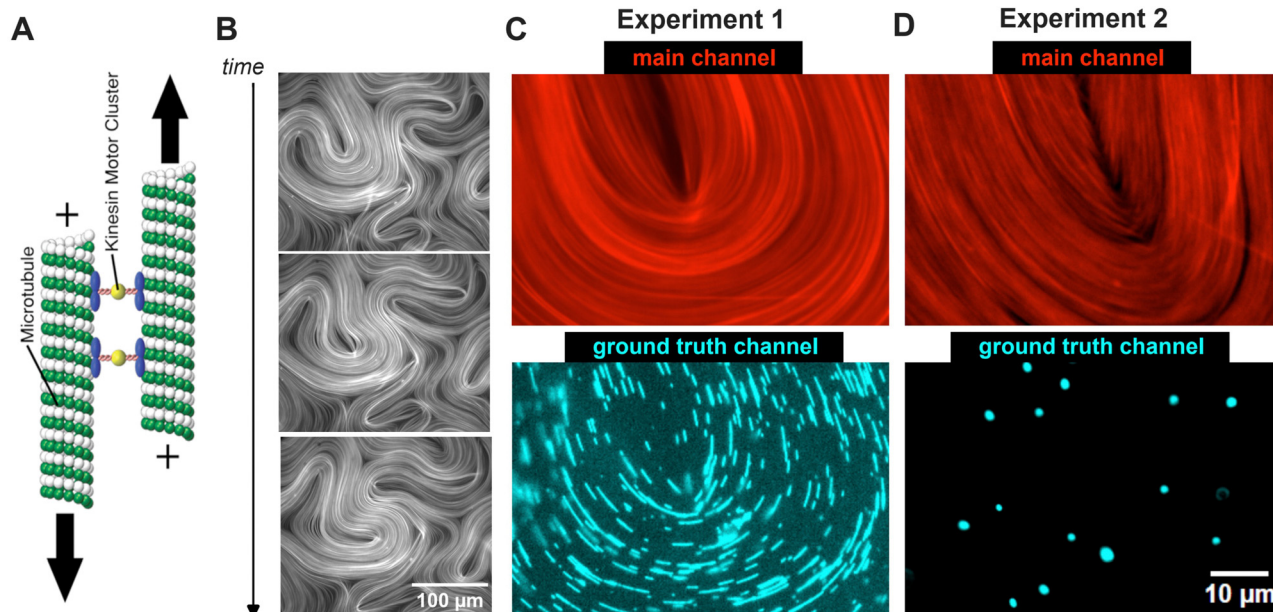 A
+
Kinesin Motor Cluster
Microtubule
+
B
time
100 µm
C
Experiment 1
main channel
ground truth channel
D
Experiment 2
main channel
ground truth channel
10 µm